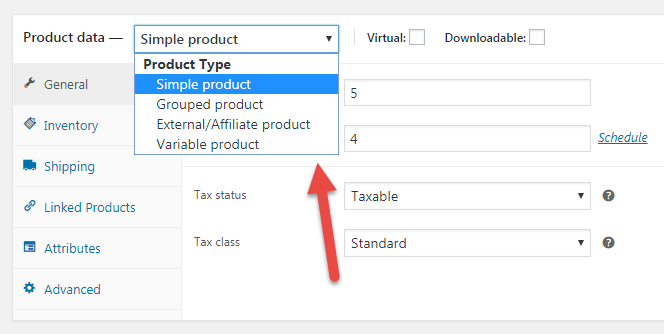 Product data — Simple product Virtual: Downloadable:
Product Type
Simple product
Grouped product
External/Affiliate product
Variable product
General
Inventory
Shipping
Linked Products
Attributes
Advanced
5
4 Schedule
Tax status Taxable ?
Tax class Standard ?